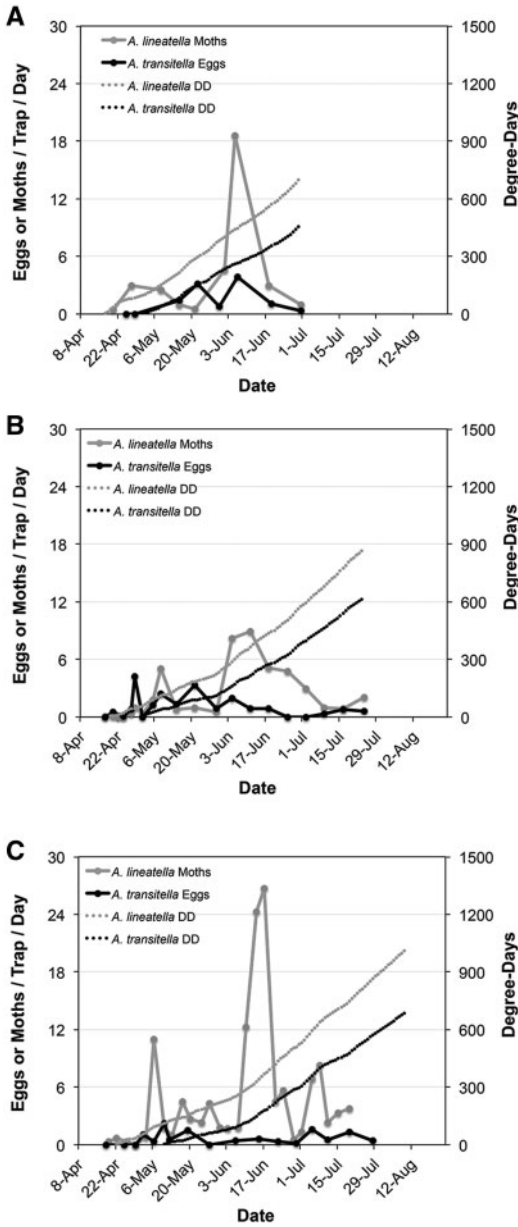 A
A. lineatella Moths
A. transitella Eggs
A. lineatella DD
A. transitella DD
Eggs or Moths / Trap / Day
30
24
18
12
6
0
1500
1200
900
600
300
0
Degree-Days
8-Apr
22-Apr
6-May
20-May
3-Jun
17-Jun
1-Jul
15-Jul
29-Jul
12-Aug
Date
B
A. lineatella Moths
A. transitella Eggs
A. lineatella DD
A. transitella DD
Eggs or Moths / Trap / Day
30
24
18
12
6
0
1500
1200
900
600
300
0
Degree-Days
8-Apr
22-Apr
6-May
20-May
3-Jun
17-Jun
1-Jul
15-Jul
29-Jul
12-Aug
Date
C
A. lineatella Moths
A. transitella Eggs
A. lineatella DD
A. transitella DD
Eggs or Moths / Trap / Day
30
24
18
12
6
0
1500
1200
900
600
300
0
Degree-Days
8-Apr
22-Apr
6-May
20-May
3-Jun
17-Jun
1-Jul
15-Jul
29-Jul
12-Aug
Date